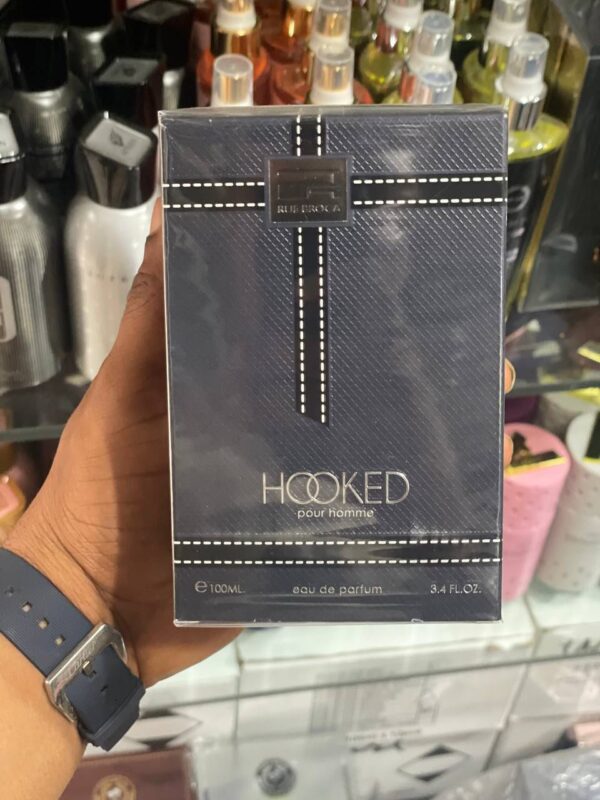 RUE BROCA
HOOKED
pour homme
e 100ML.
eau de parfum
3.4 FL.OZ.